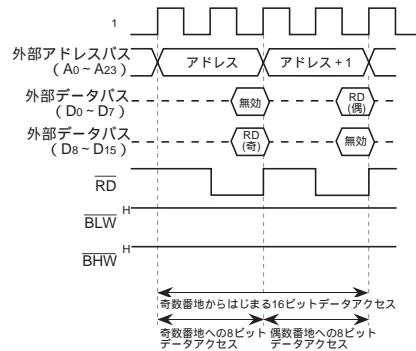 1
外部アドレスバス
(A0~A23)
アドレス
アドレス+1
外部データバス
(D0~D7)
無効
RD
(偶)
外部データバス
(D8~D15)
RD
(奇)
無効
RD
BLW
H
BHW
H
奇数番地からはじまる16ビットデータアクセス
奇数番地への8ビット
データアクセス
偶数番地への8ビット
データアクセス